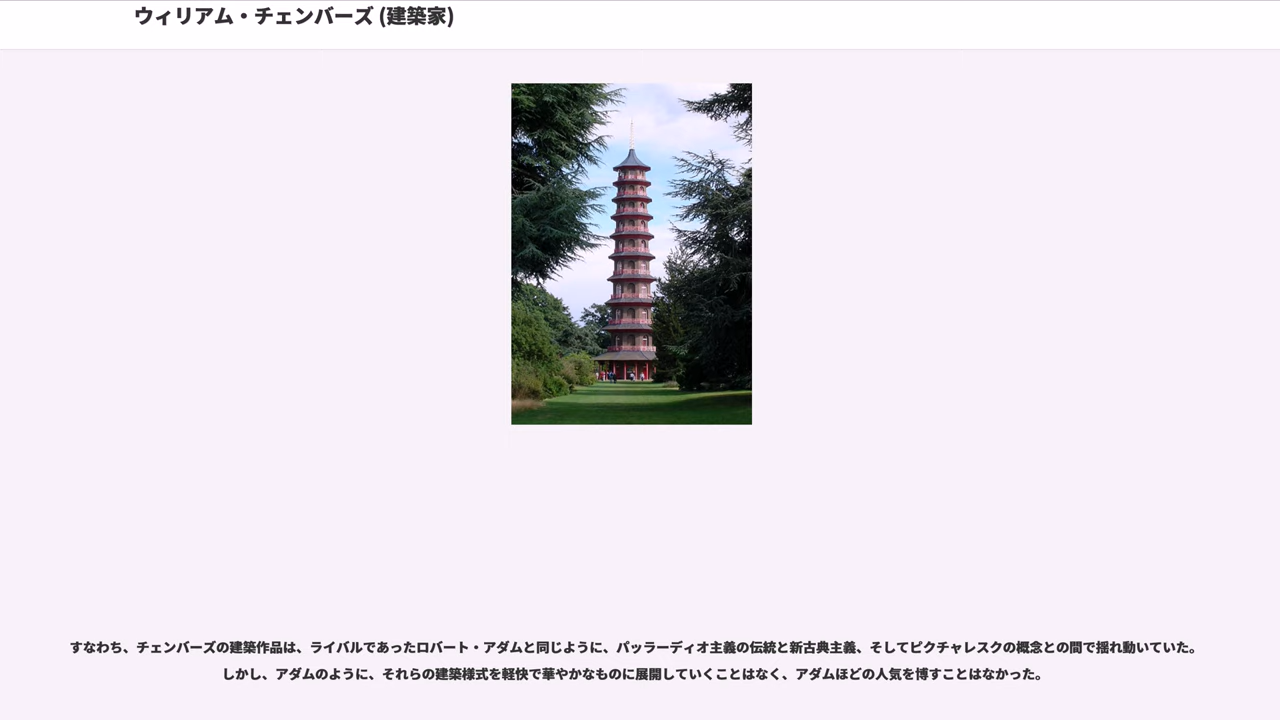 ウィリアム・チェンバーズ (建築家)
すなわち、チェンバーズの建築作品は、ライバルであったロバート・アダムと同じように、パッラーディオ主義の伝統と新古典主義、そしてピクチャレスクの概念との間で揺れ動いていた。
しかし、アダムのように、それらの建築様式を軽快で華やかなものに展開していくことはなく、アダムほどの人気を博すことはなかった。